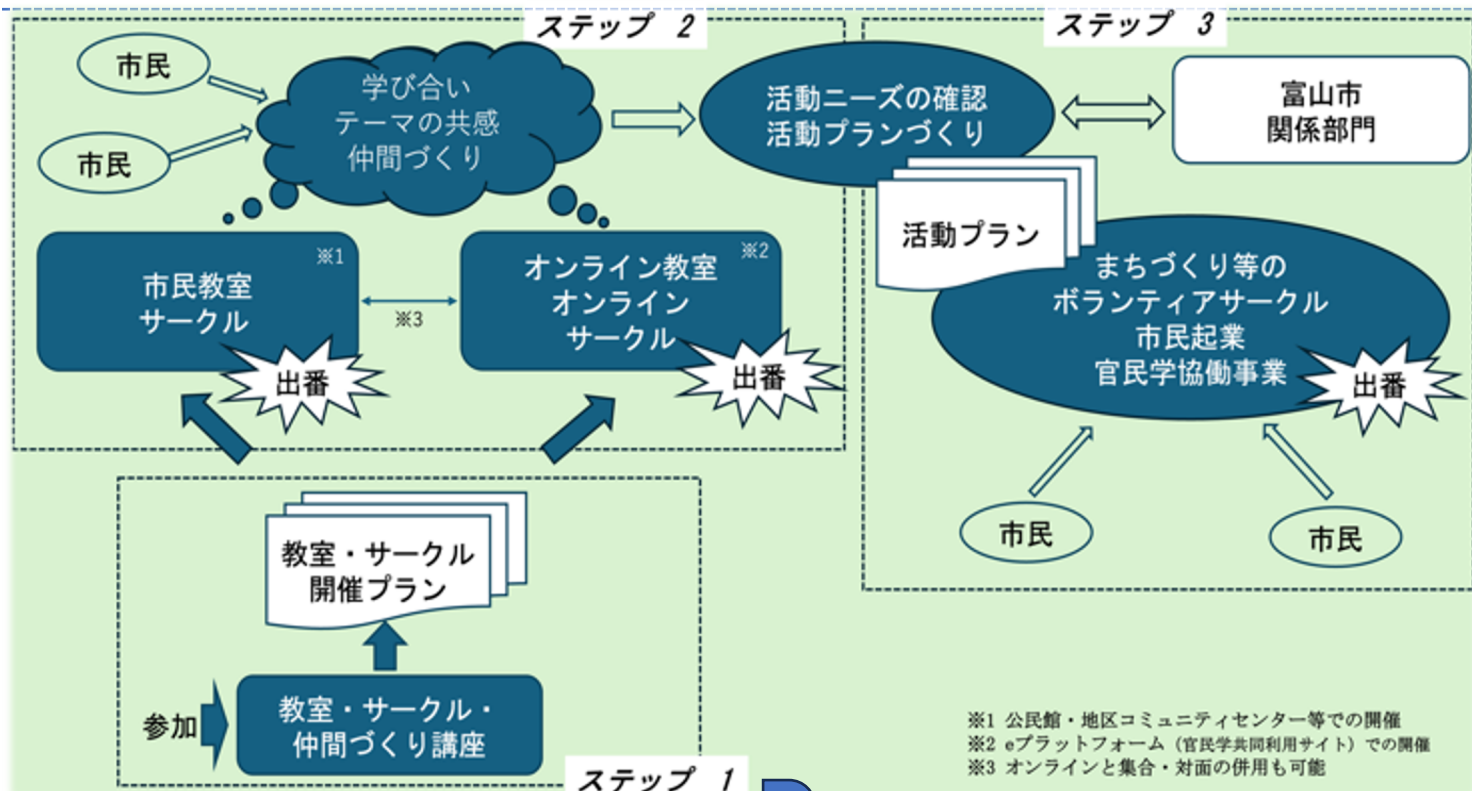 ステップ 2
市民
市民
学び合い
テーマの共感
仲間づくり
市民教室
サークル
※1
出番
※3
オンライン教室
オンライン
サークル
※2
出番
ステップ 3
活動ニーズの確認
活動プランづくり
富山市
関係部門
活動プラン
まちづくり等の
ボランティアサークル
市民起業
官民学協働事業
出番
市民
市民
教室・サークル
開催プラン
参加
教室・サークル・
仲間づくり講座
ステップ 1
※1 公民館・地区コミュニティセンター等での開催
※2 eプラットフォーム（官民学共同利用サイト）での開催
※3 オンラインと集合・対面の併用も可能